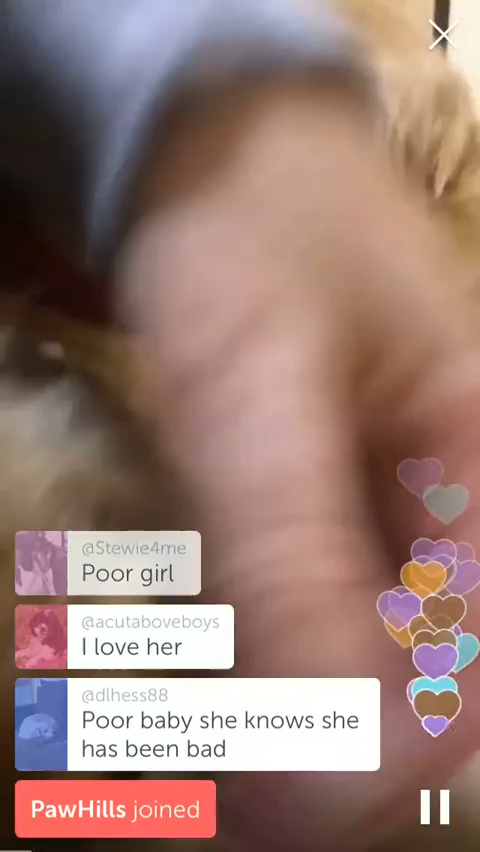 @Stewie4me
Poor girl
@acutaboveboys
I love her
@dlhess88
Poor baby she knows she
has been bad
PawHills joined